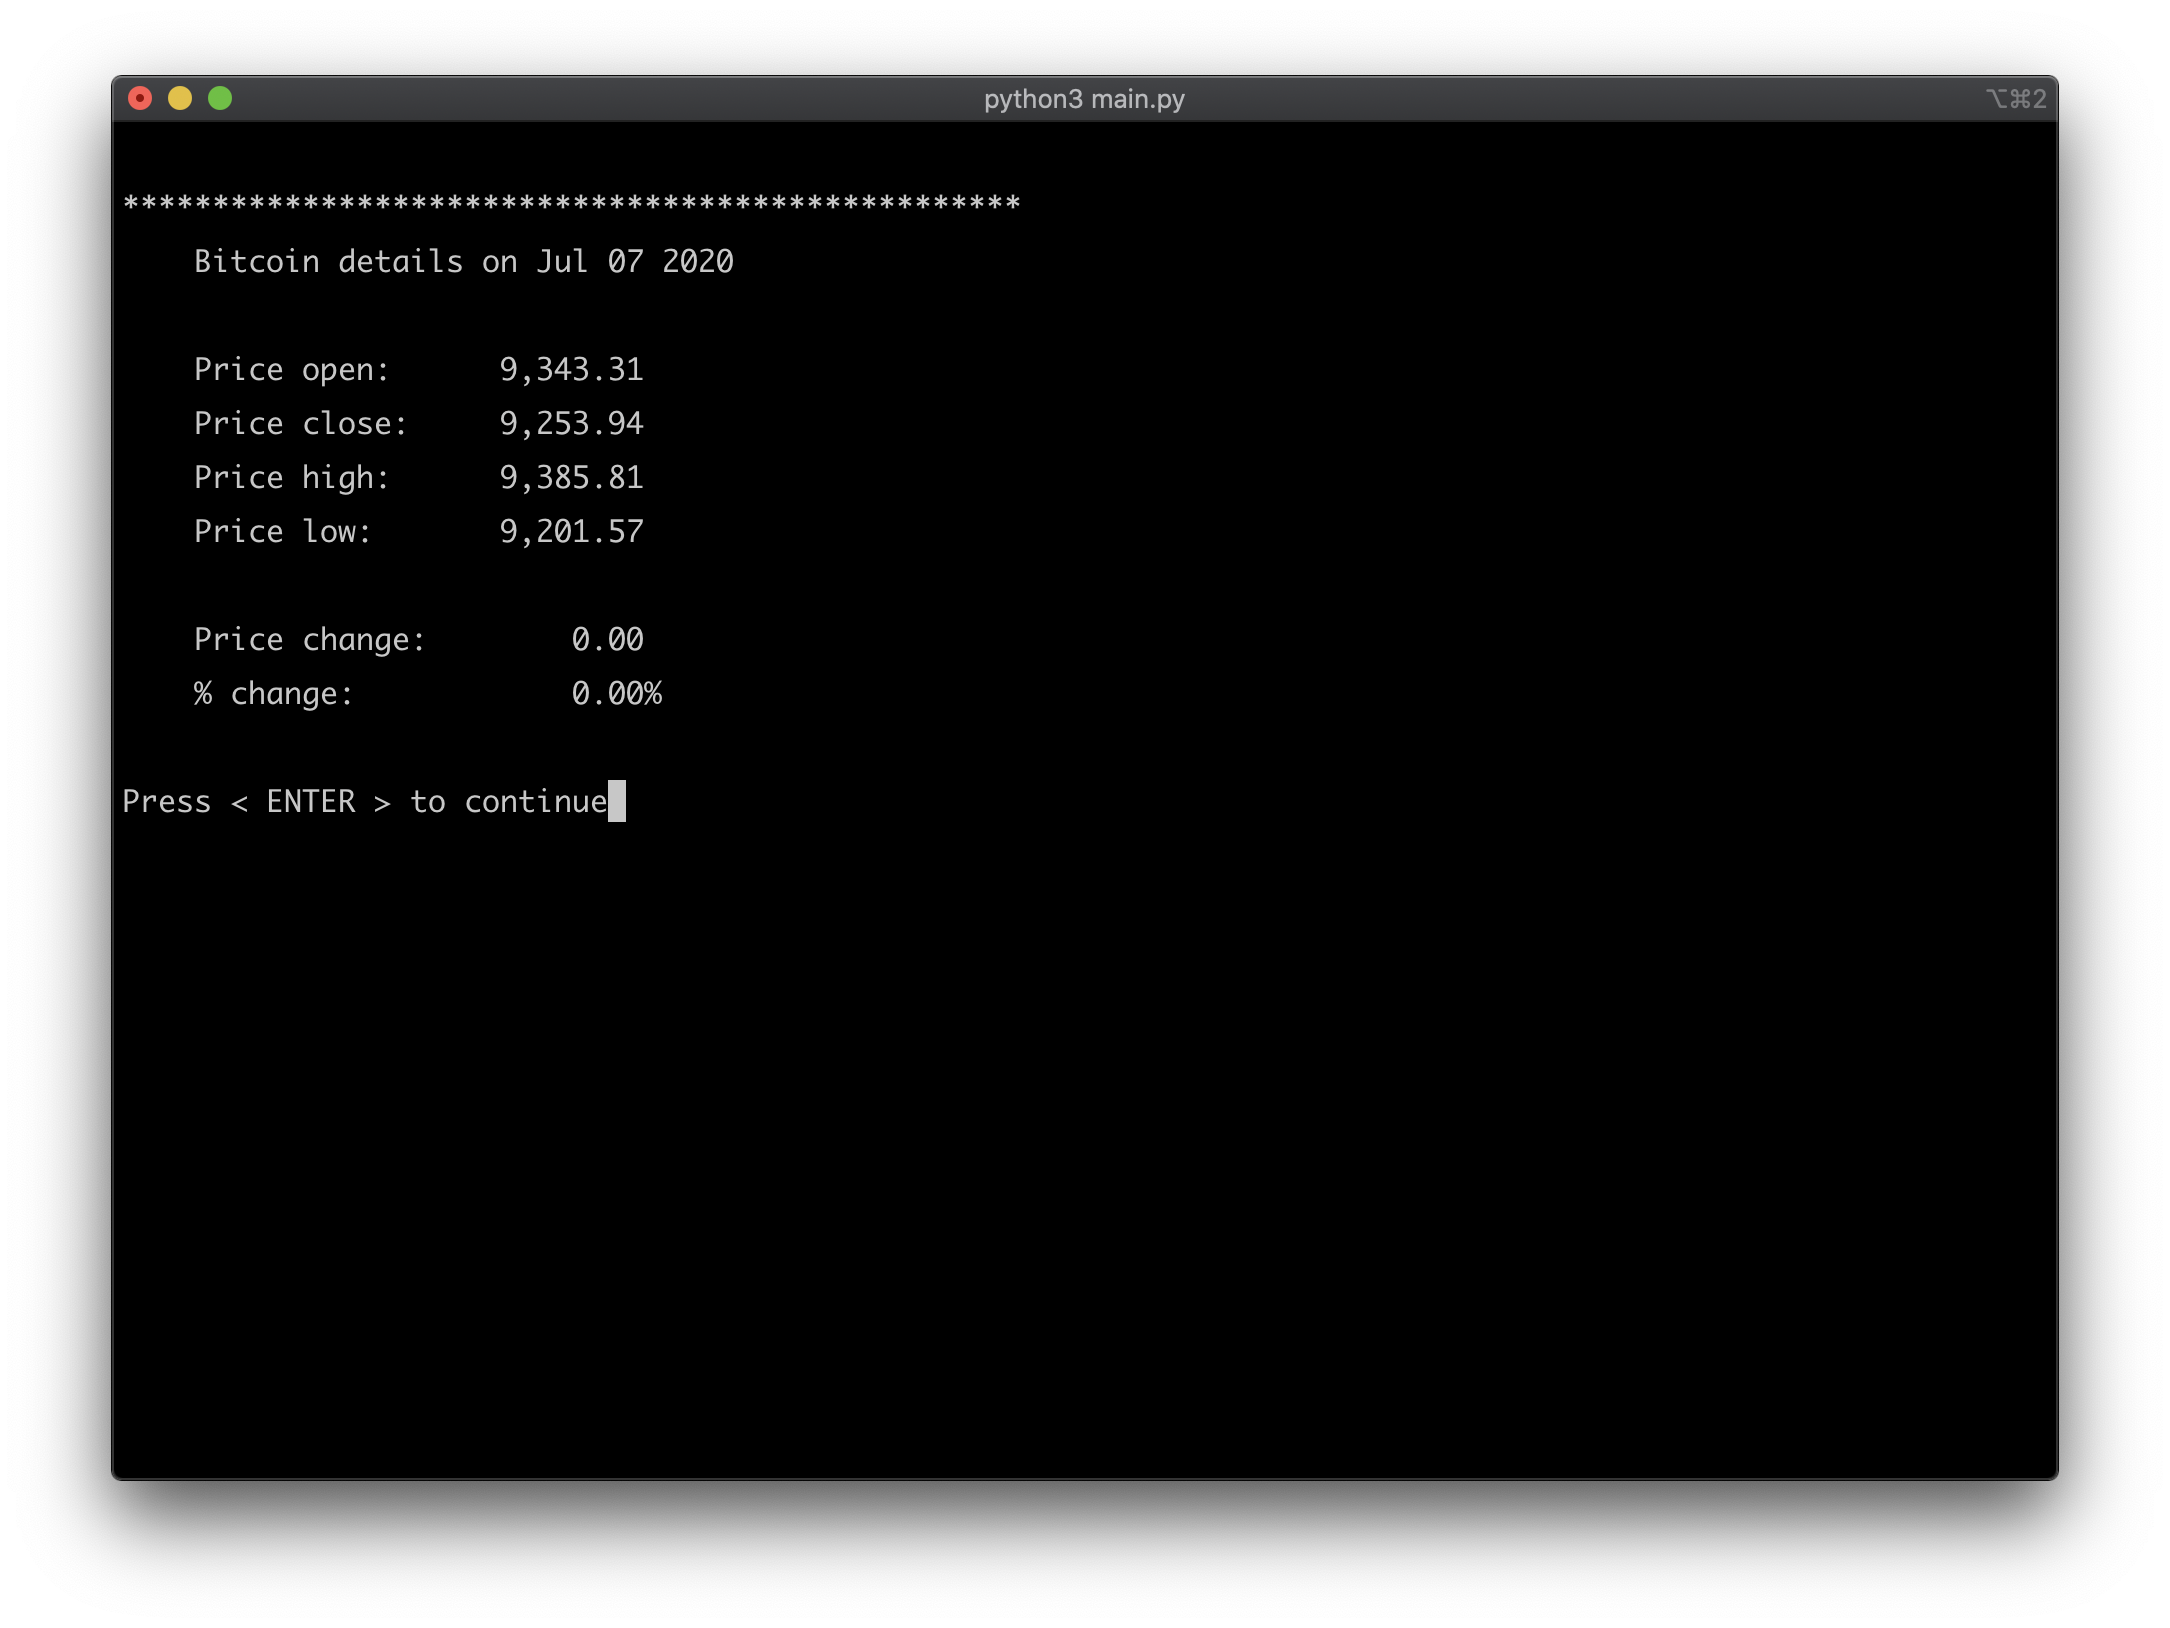 python3 main.py ⌥⌘2
**************************************************
Bitcoin details on Jul 07 2020
Price open: 9,343.31
Price close: 9,253.94
Price high: 9,385.81
Price low: 9,201.57
Price change: 0.00
% change: 0.00%
Press < ENTER > to continue